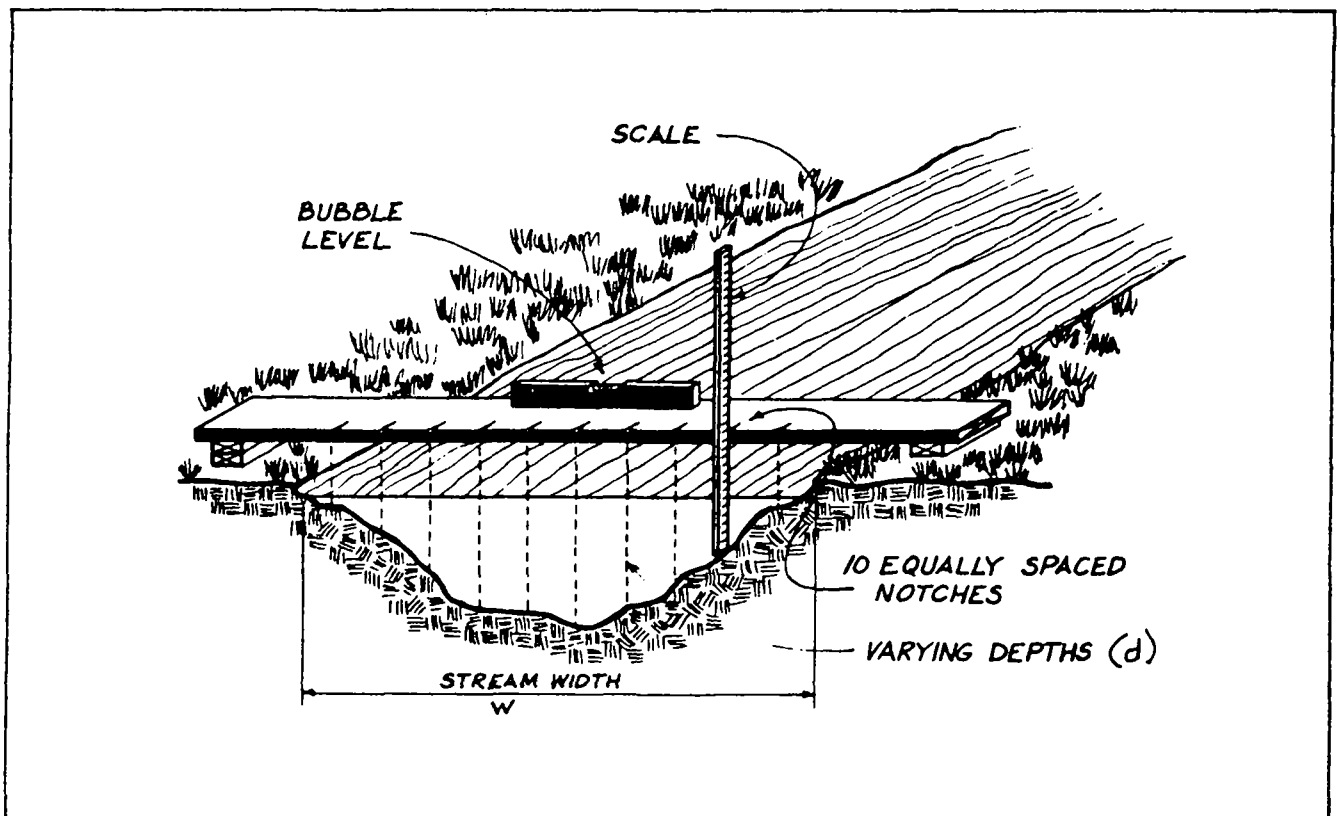 SCALE
BUBBLE
LEVEL
10 EQUALLY SPACED
NOTCHES
VARYING DEPTHS (d)
STREAM WIDTH
W